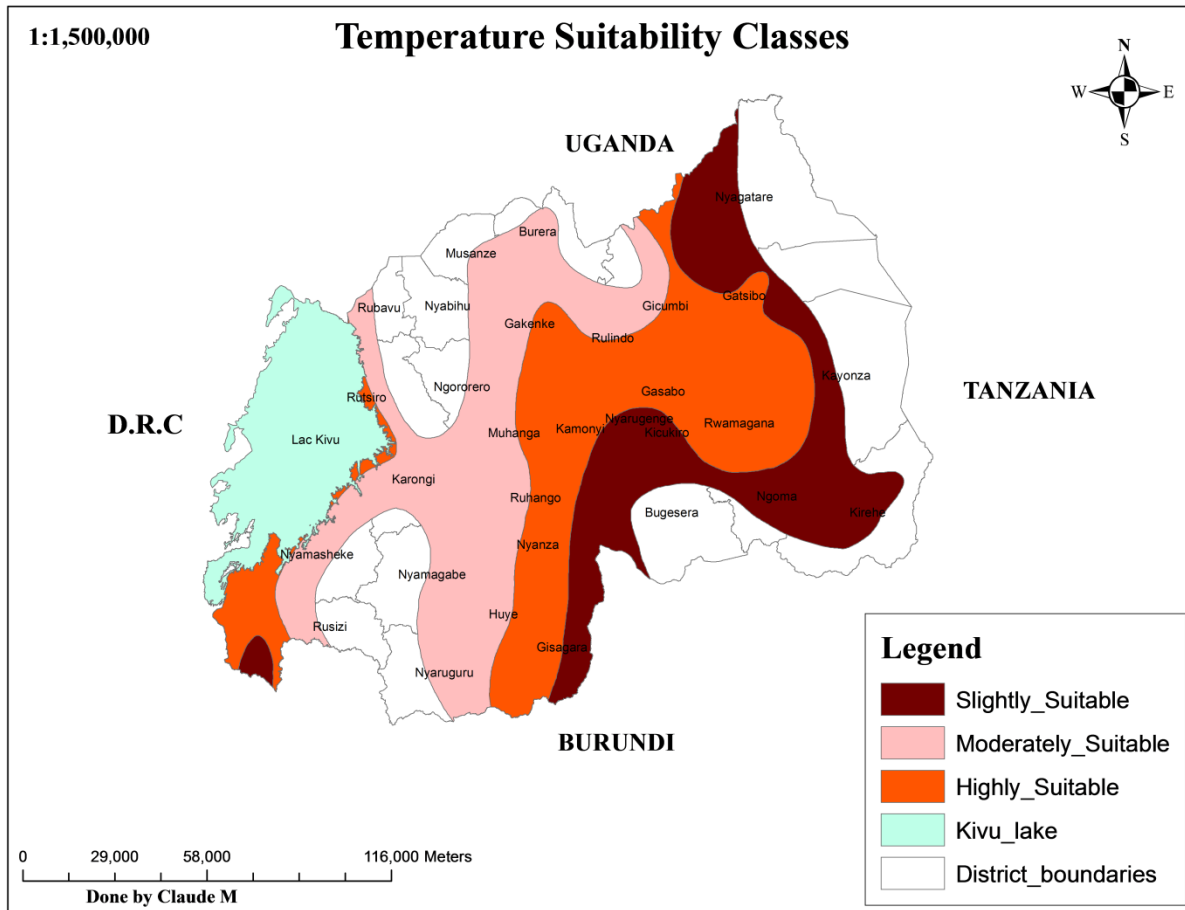 1:1,500,000
Temperature Suitability Classes
N
W
E
S
UGANDA
Nyagatare
Burera
Musanze
Gatsibo
Rubavu
Nyabihu
Gicumbi
Gakenke
Rulindo
Kayonza
TANZANIA
Ngororero
Gasabo
Rutsiro
D.R.C
Nyarugenge
Rwamagana
Kamonyi
Muhanga
Kicukiro
Lac Kivu
Karongi
Ruhango
Ngoma
Bugesera
Kirehe
Nyanza
Nyamasheke
Nyamagabe
Huye
Rusizi
Gisagara
Nyaruguru
BURUNDI
Legend
Slightly_Suitable
Moderately_Suitable
Highly_Suitable
Kivu_lake
District_boundaries
0 29,000 58,000 116,000 Meters
Done by Claude M